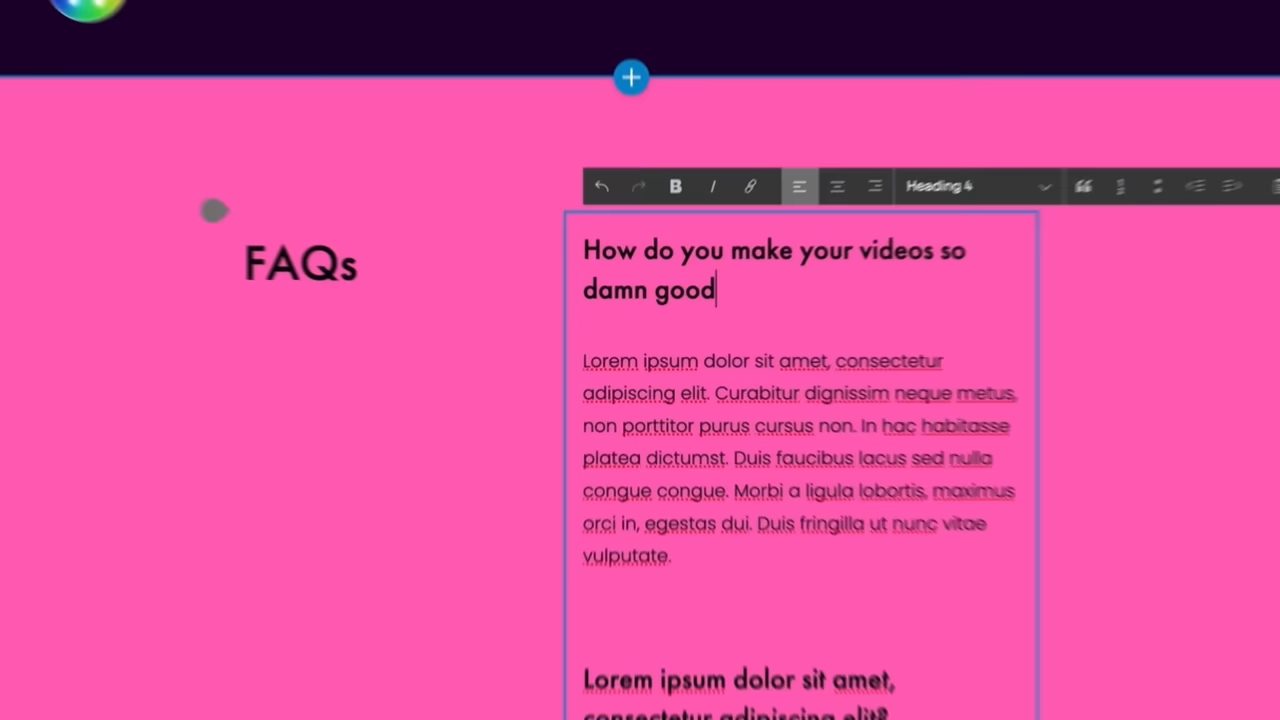 Heading 4
FAQs
How do you make your videos so
damn good
Lorem ipsum dolor sit amet, consectetur
adipiscing elit. Curabitur dignissim neque metus,
non porttitor purus cursus non. In hac habitasse
platea dictumst. Duis faucibus lacus sed nulla
congue congue. Morbi a ligula lobortis, maximus
orci in, egestas dui. Duis fringilla ut nunc vitae
vulputate.
Lorem ipsum dolor sit amet,
consectetur adipiscing elit?